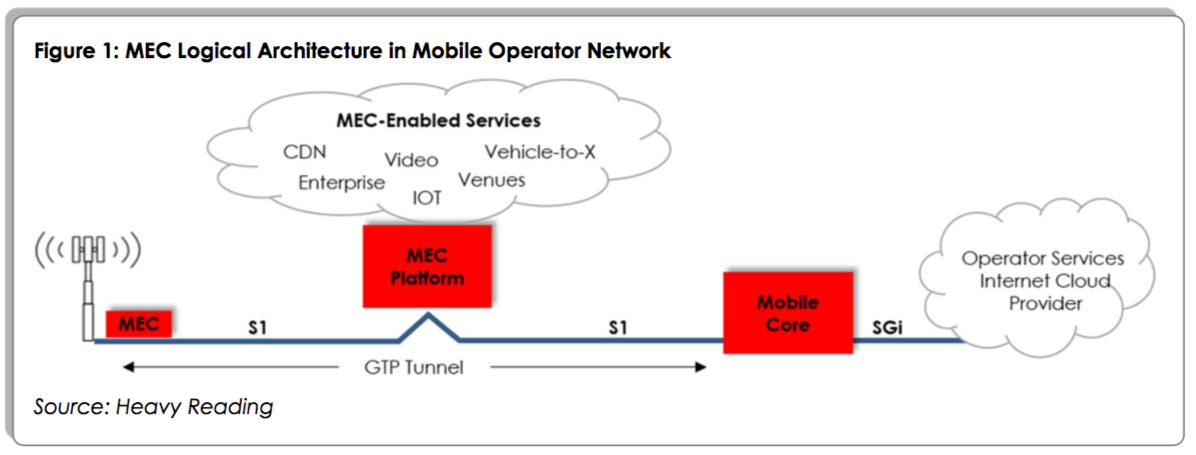 Figure 1: MEC Logical Architecture in Mobile Operator Network
MEC-Enabled Services
CDN Video Vehicle-to-X
Enterprise IOT Venues
MEC
Platform
MEC
S1
S1
GTP Tunnel
Mobile
Core
SGi
Operator Services
Internet Cloud
Provider
Source: Heavy Reading